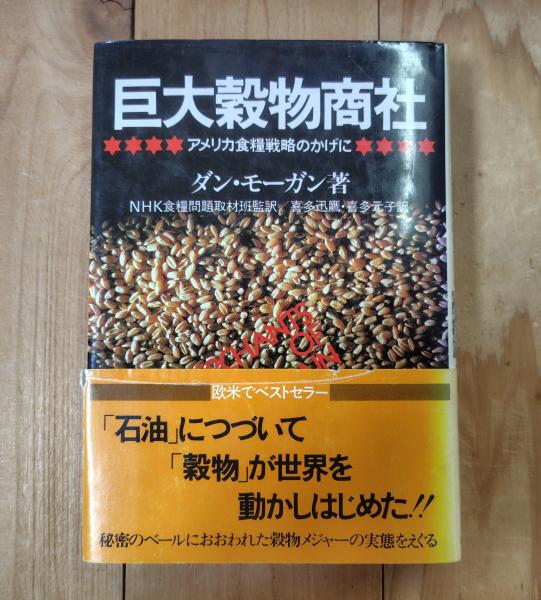 巨大穀物商社
アメリカ食糧戦略のかげに
ダン・モーガン著
NHK食糧問題取材班監訳／喜多迅鷹・喜多元子訳
OF
欧米でベストセラー
「石油」につづいて
「穀物」が世界を
動かしはじめた!!
秘密のベールにおおわれた穀物メジャーの実態をえぐる